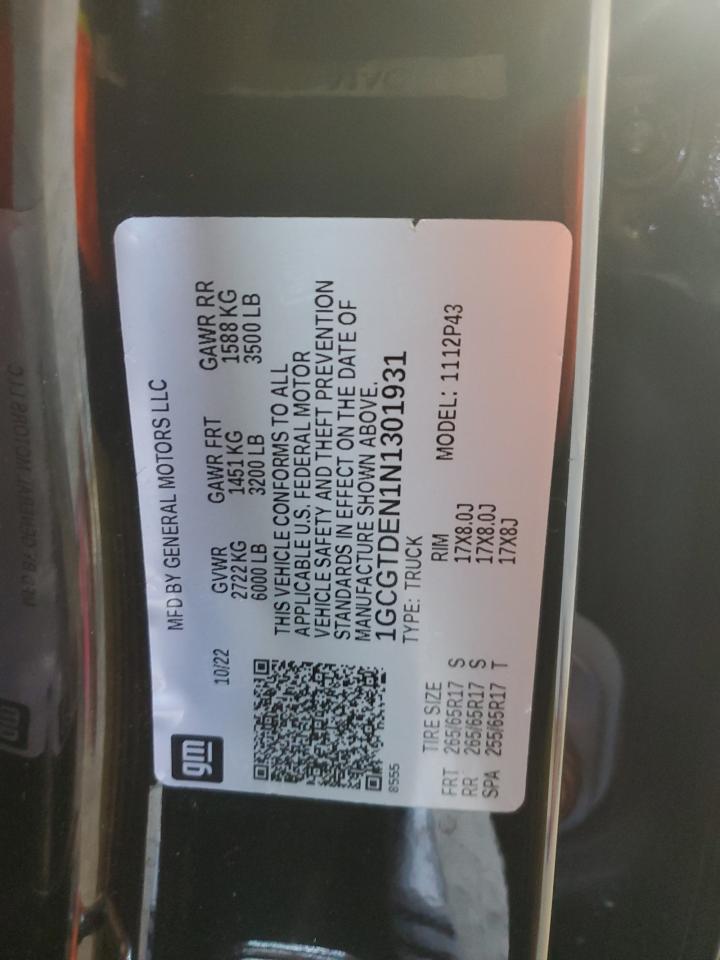 gm
MFD BY GENERAL MOTORS LLC
10/22
GVWR GAWR FRT GAWR RR
2722 KG 1451 KG 1588 KG
6000 LB 3200 LB 3500 LB
THIS VEHICLE CONFORMS TO ALL
APPLICABLE U.S. FEDERAL MOTOR
VEHICLE SAFETY AND THEFT PREVENTION
STANDARDS IN EFFECT ON THE DATE OF
MANUFACTURE SHOWN ABOVE.
1GCGTDEN1N1301931
8555
TYPE: TRUCK
TIRE SIZE RIM MODEL: 1112P43
FRT 265/65R17 S 17X8.0J
RR 265/65R17 S 17X8.0J
SPA 255/65R17 T 17X8J